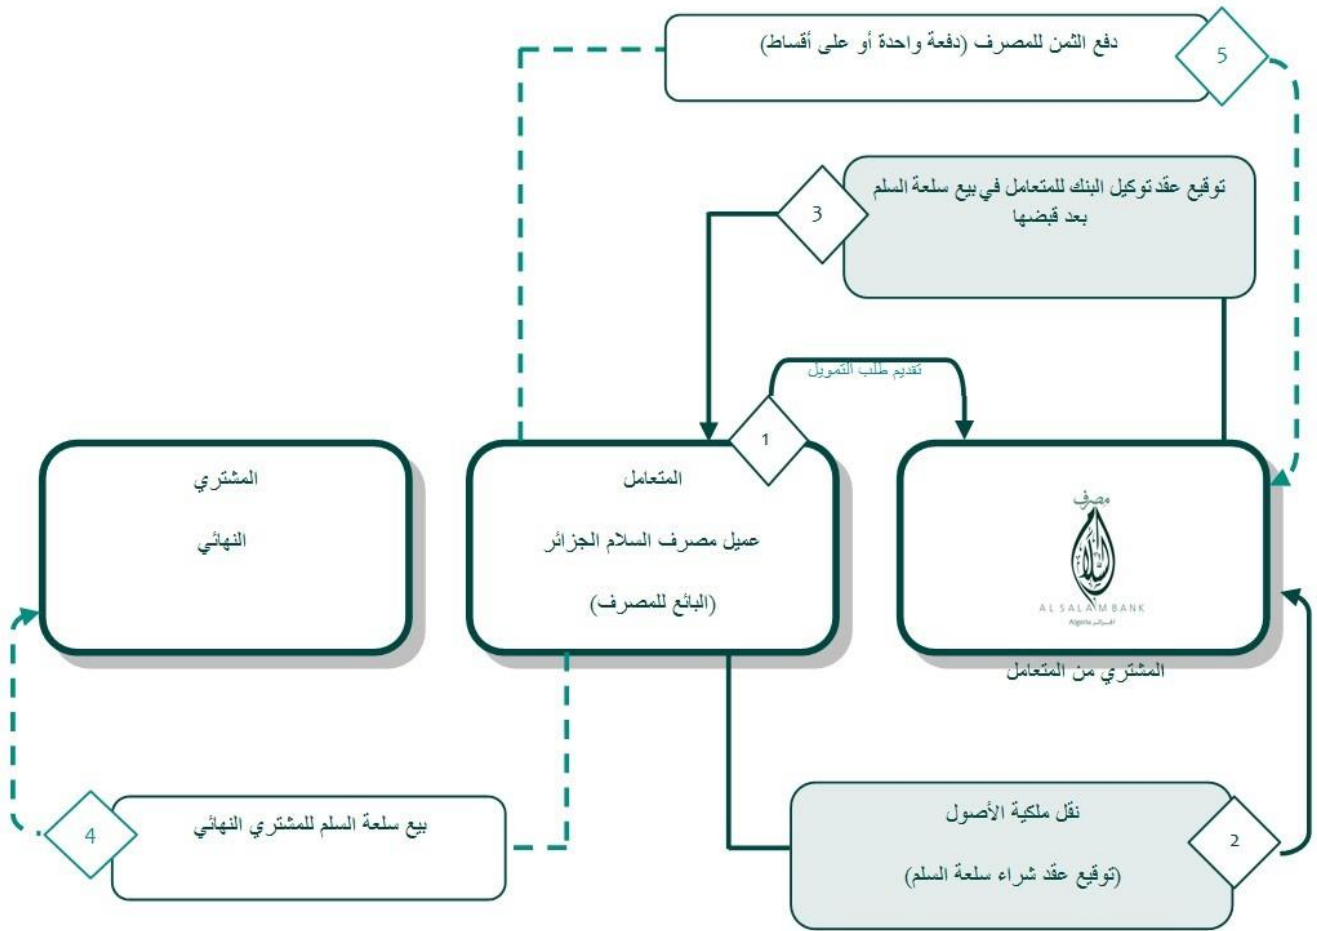 دفع الثمن للمصرف (دفعة واحدة أو على أقساط)
5
توقيع عقد توكيل البنك للمتعامل في بيع سلعة السلم
بعد قبضها
3
تقديم طلب التمويل
1
المشتري
النهائي
المتعامل
عميل مصرف السلام الجزائر
(البائع للمصرف)
مصرف
السلام
AL SALAM BANK
Algeria الجزائر
المشتري من المتعامل
بيع سلعة السلم للمشتري النهائي
4
نقل ملكية الأصول
(توقيع عقد شراء سلعة السلم)
2